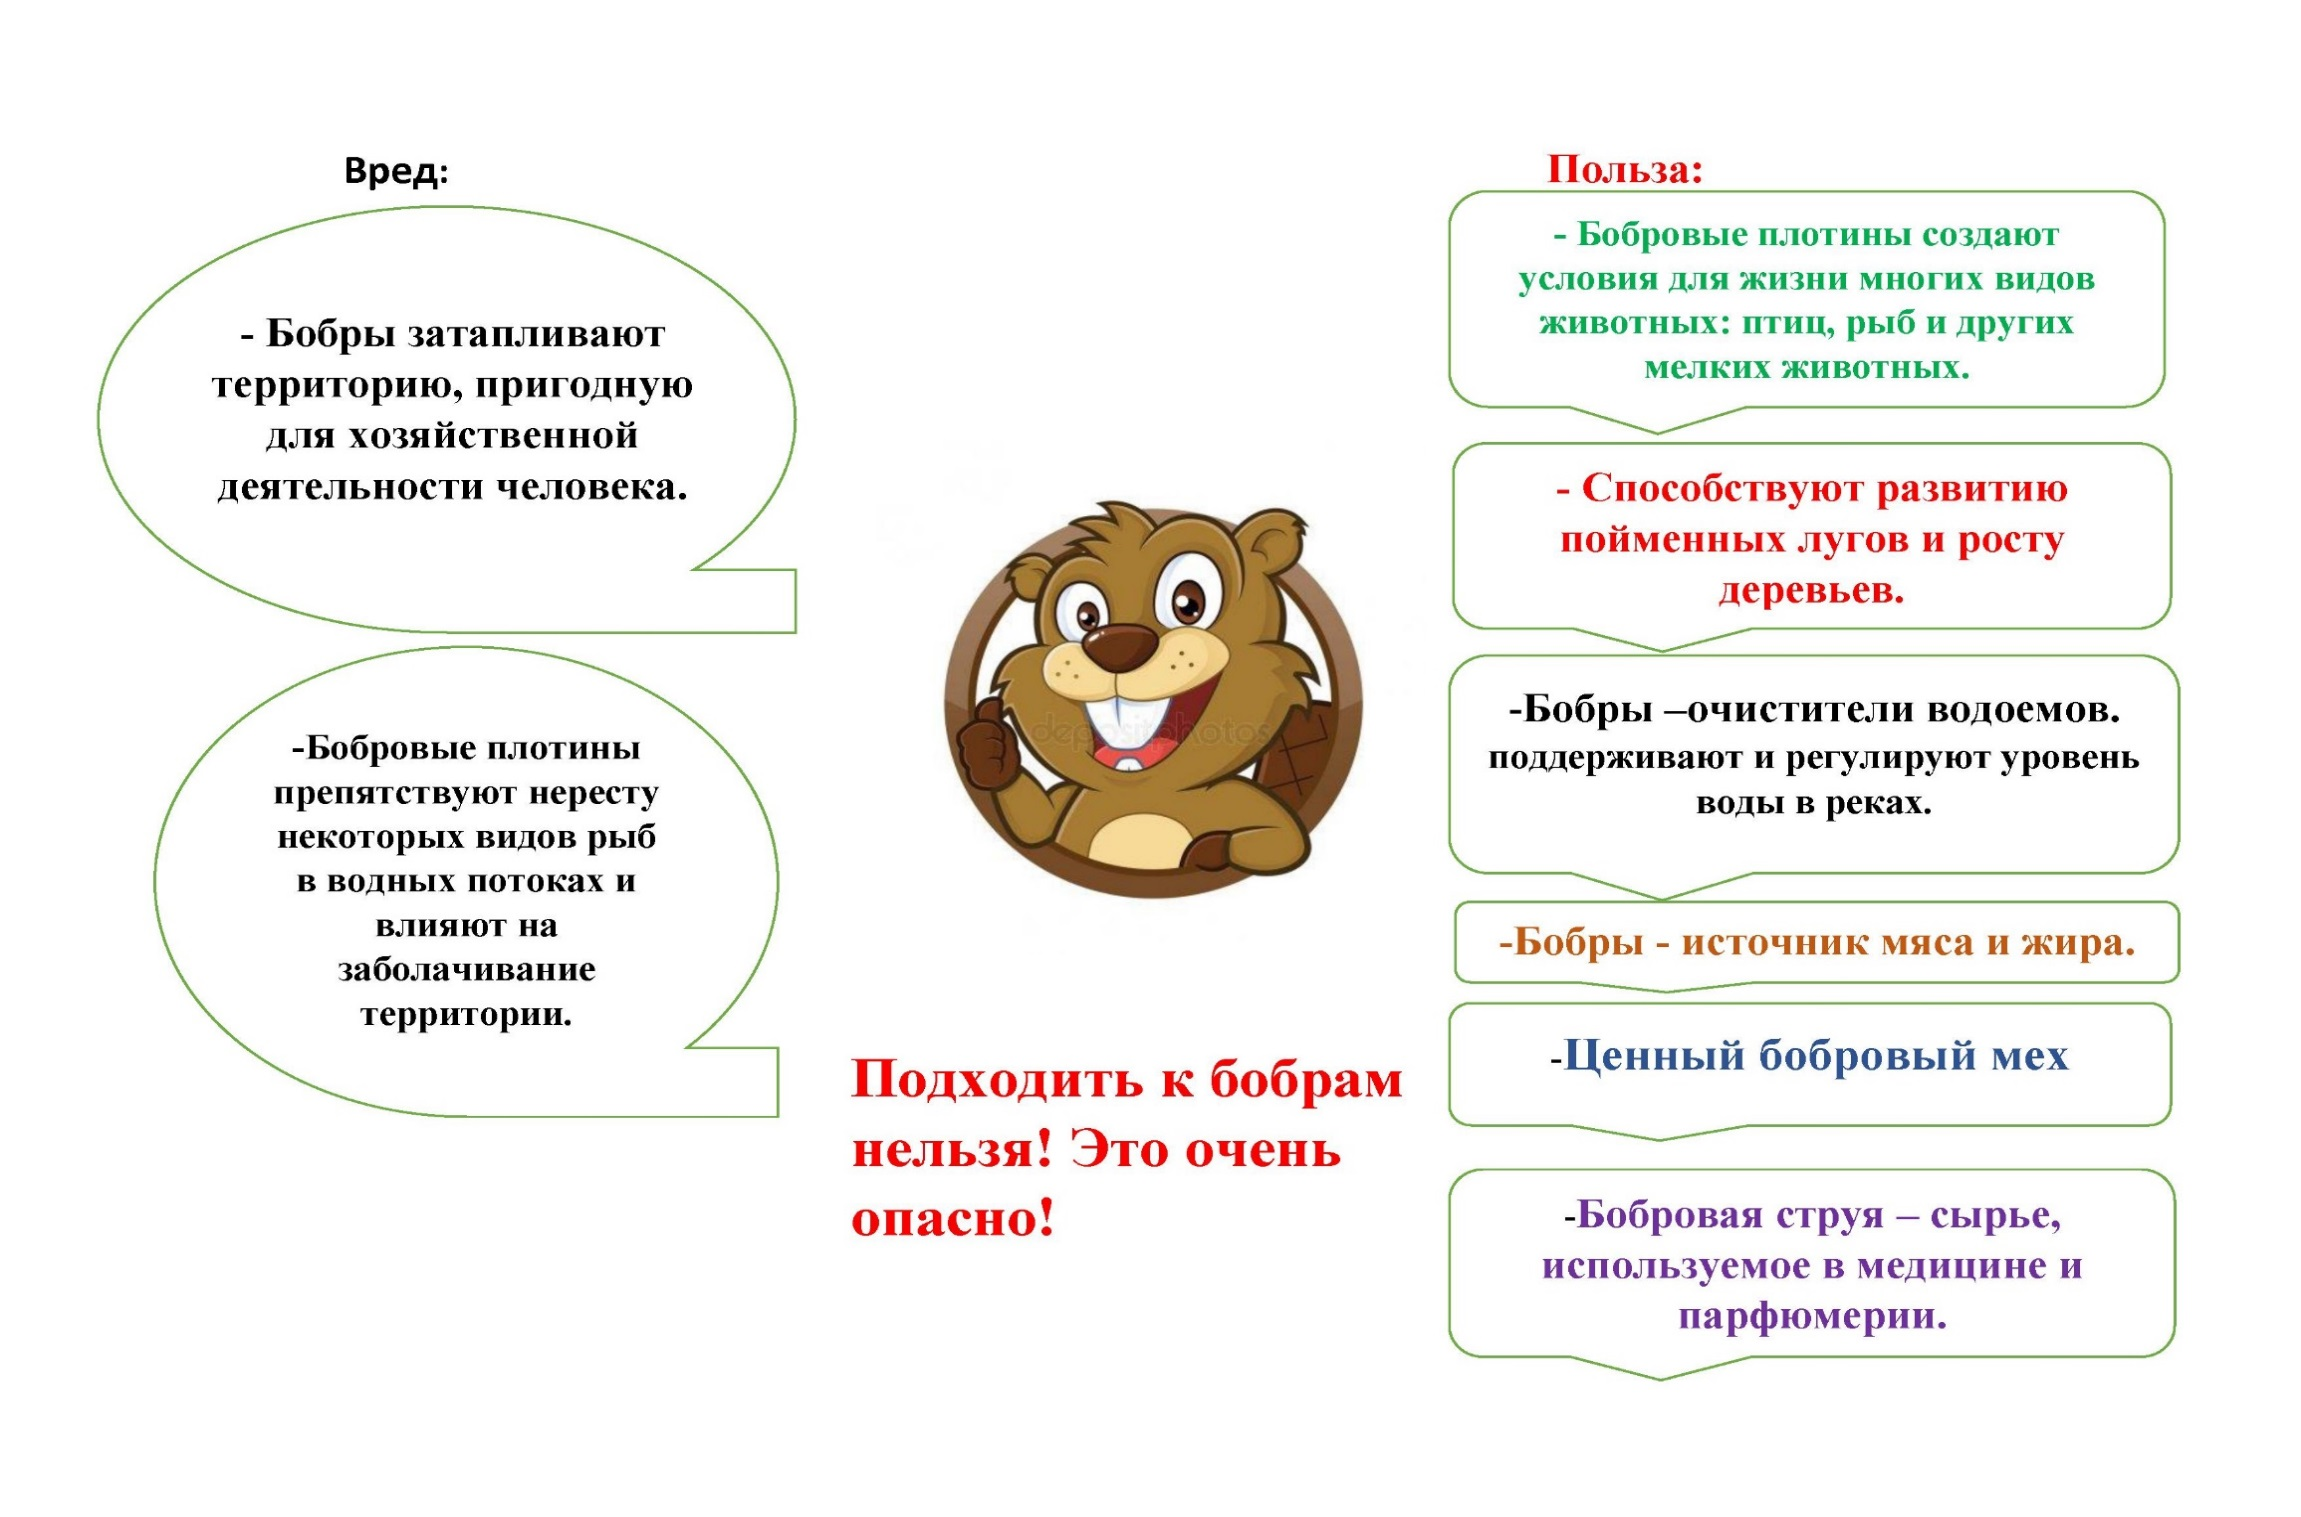 Вред:
- Бобры затапливают
территорию, пригодную
для хозяйственной
деятельности человека.
-Бобровые плотины
препятствуют нересту
некоторых видов рыб
в водных потоках и
влияют на
заболачивание
территории.
depositphotos
Подходить к бобрам
нельзя! Это очень
опасно!
Польза:
- Бобровые плотины создают
условия для жизни многих видов
животных: птиц, рыб и других
мелких животных.
- Способствуют развитию
пойменных лугов и росту
деревьев.
-Бобры –очистители водоемов.
поддерживают и регулируют уровень
воды в реках.
-Бобры - источник мяса и жира.
-Ценный бобровый мех
-Бобровая струя – сырье,
используемое в медицине и
парфюмерии.